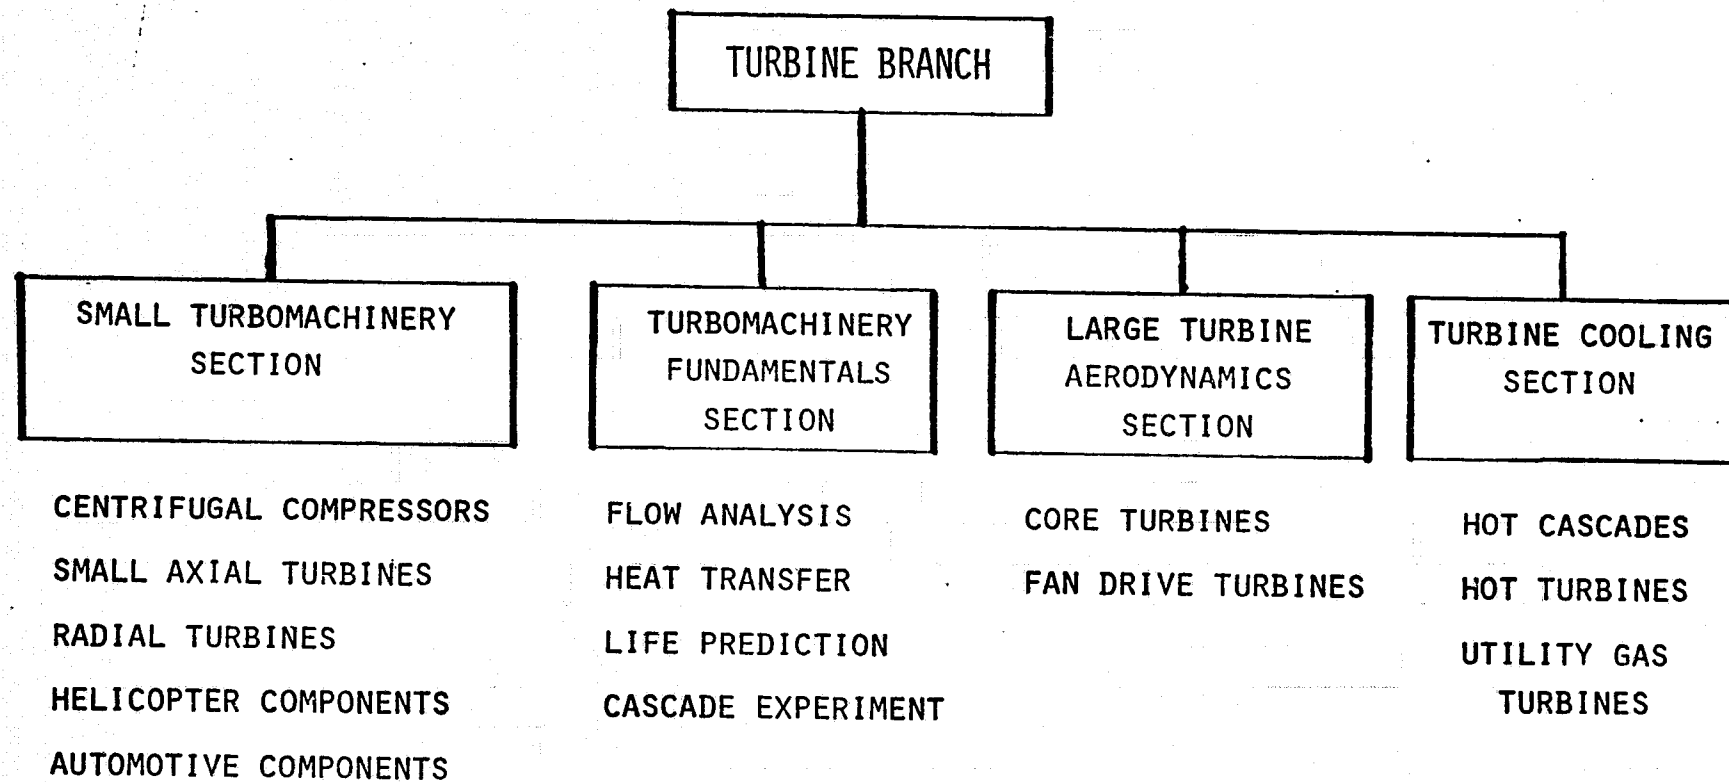 TURBINE BRANCH
SMALL TURBOMACHINERY
SECTION
TURBOMACHINERY
FUNDAMENTALS
SECTION
LARGE TURBINE
AERODYNAMICS
SECTION
TURBINE COOLING
SECTION
CENTRIFUGAL COMPRESSORS
SMALL AXIAL TURBINES
RADIAL TURBINES
HELICOPTER COMPONENTS
AUTOMOTIVE COMPONENTS
FLOW ANALYSIS
HEAT TRANSFER
LIFE PREDICTION
CASCADE EXPERIMENT
CORE TURBINES
FAN DRIVE TURBINES
HOT CASCADES
HOT TURBINES
UTILITY GAS
TURBINES